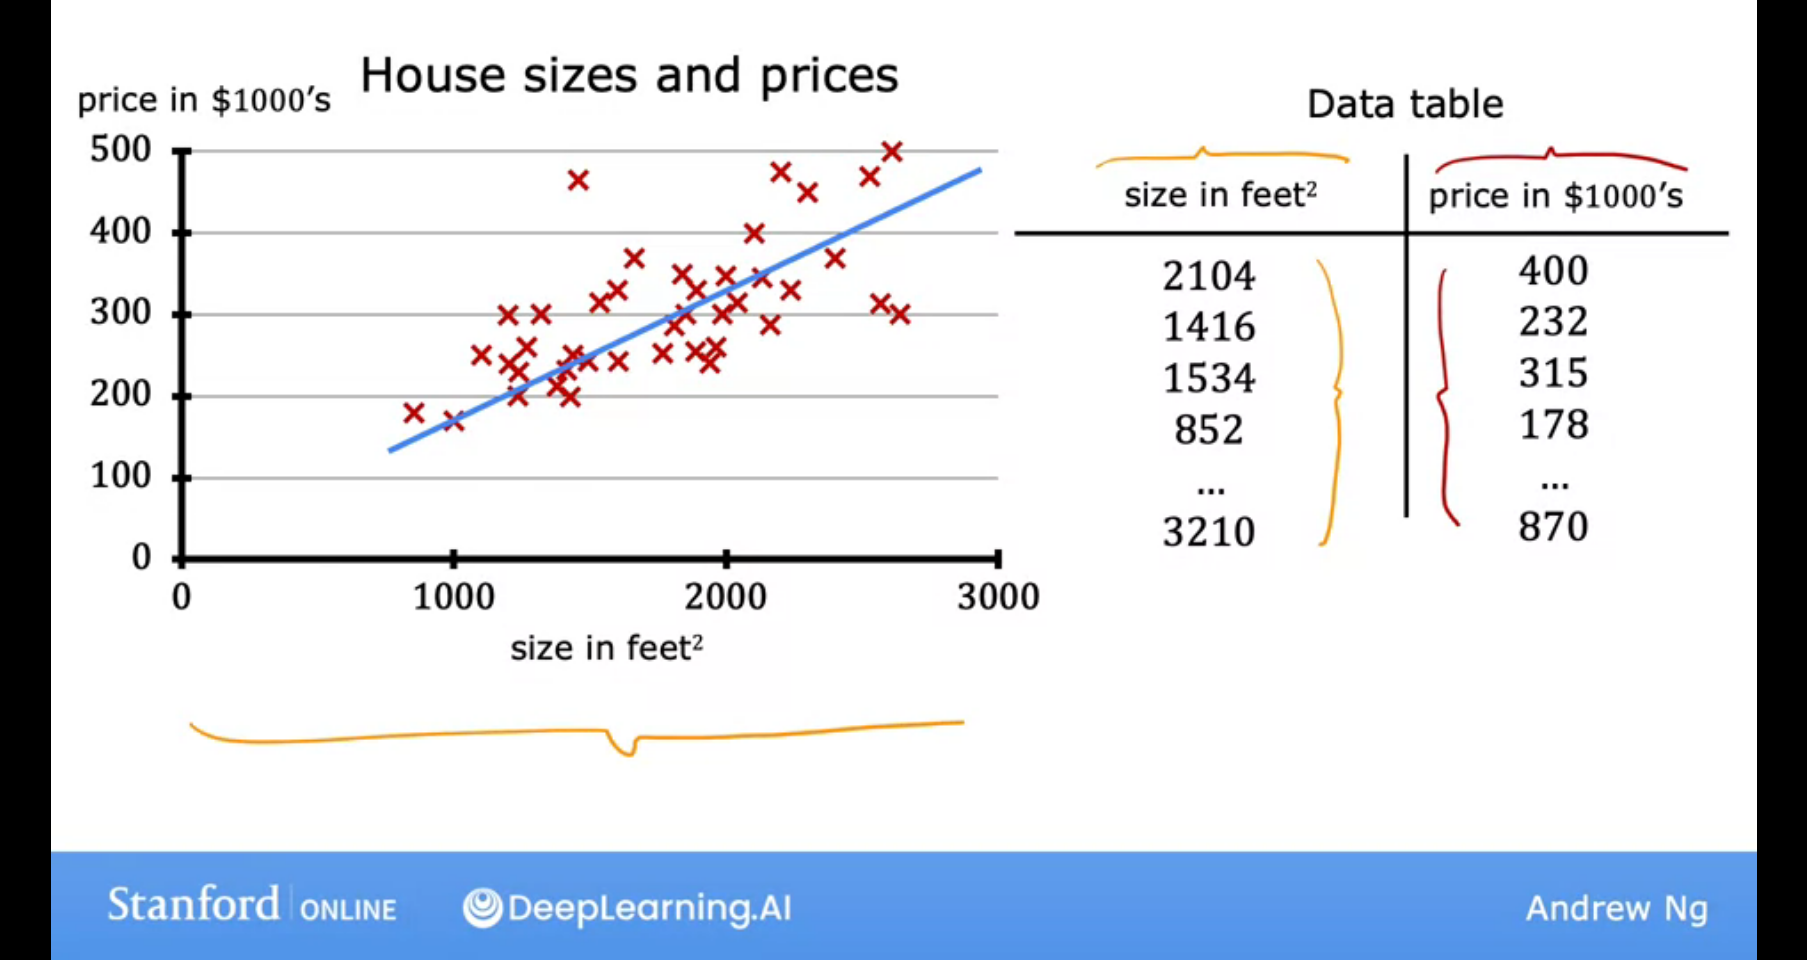 House sizes and prices
price in $1000's
500
400
300
200
100
0
0 1000 2000 3000
size in feet²
Data table
size in feet² price in $1000's
2104 400
1416 232
1534 315
852 178
... ...
3210 870
Stanford ONLINE DeepLearning.AI Andrew Ng